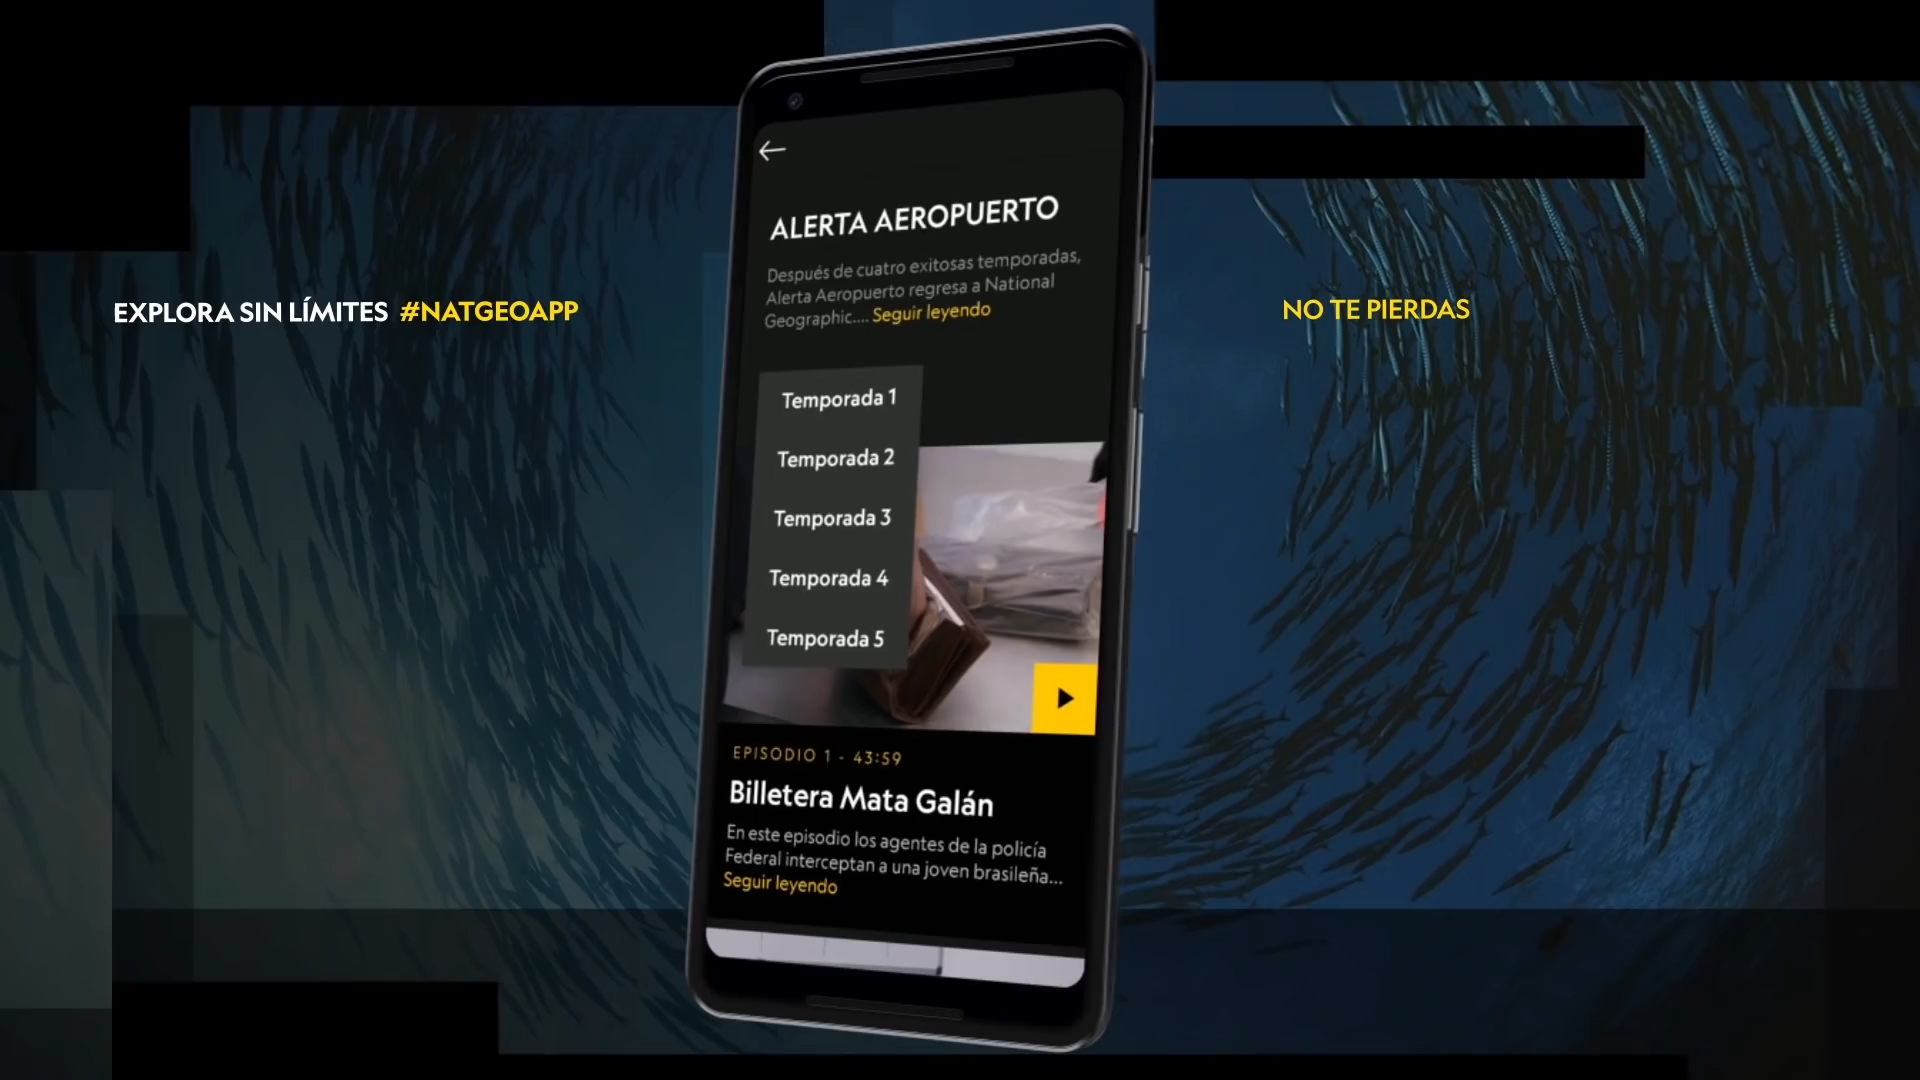 EXPLORA SIN LÍMITES #NATGEOAPP
NO TE PIERDAS
ALERTA AEROPUERTO
Después de cuatro exitosas temporadas,
Alerta Aeropuerto regresa a National
Geographic.... Seguir leyendo
Temporada 1
Temporada 2
Temporada 3
Temporada 4
Temporada 5
EPISODIO 1 - 43:59
Billetera Mata Galán
En este episodio los agentes de la policía
Federal interceptan a una joven brasileña...
Seguir leyendo